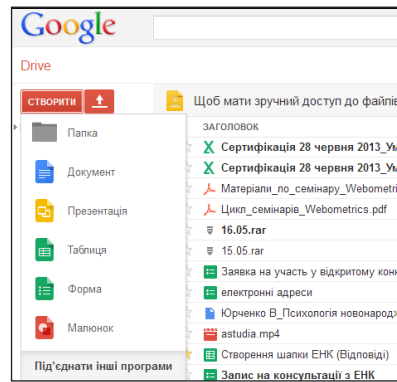 Google
Drive
СТВОРИТИ
Щоб мати зручний доступ до файлів
Папка
Документ
Презентація
Таблиця
Форма
Малюнок
Під'єднати інші програми
ЗАГОЛОВОК
Сертифікація 28 червня 2013_Ум
Сертифікація 28 червня 2013_Ум
Матеріали_по_семінару_Webometri
Цикл_семінарів_Webometrics.pdf
16.05.rar
15.05.rar
Заявка на участь у відкритому конк
електронні адреси
Юрченко В_Психологія новонародж
astudia.mp4
Створення шапки ЕНК (Відповіді)
Запис на консультації з ЕНК